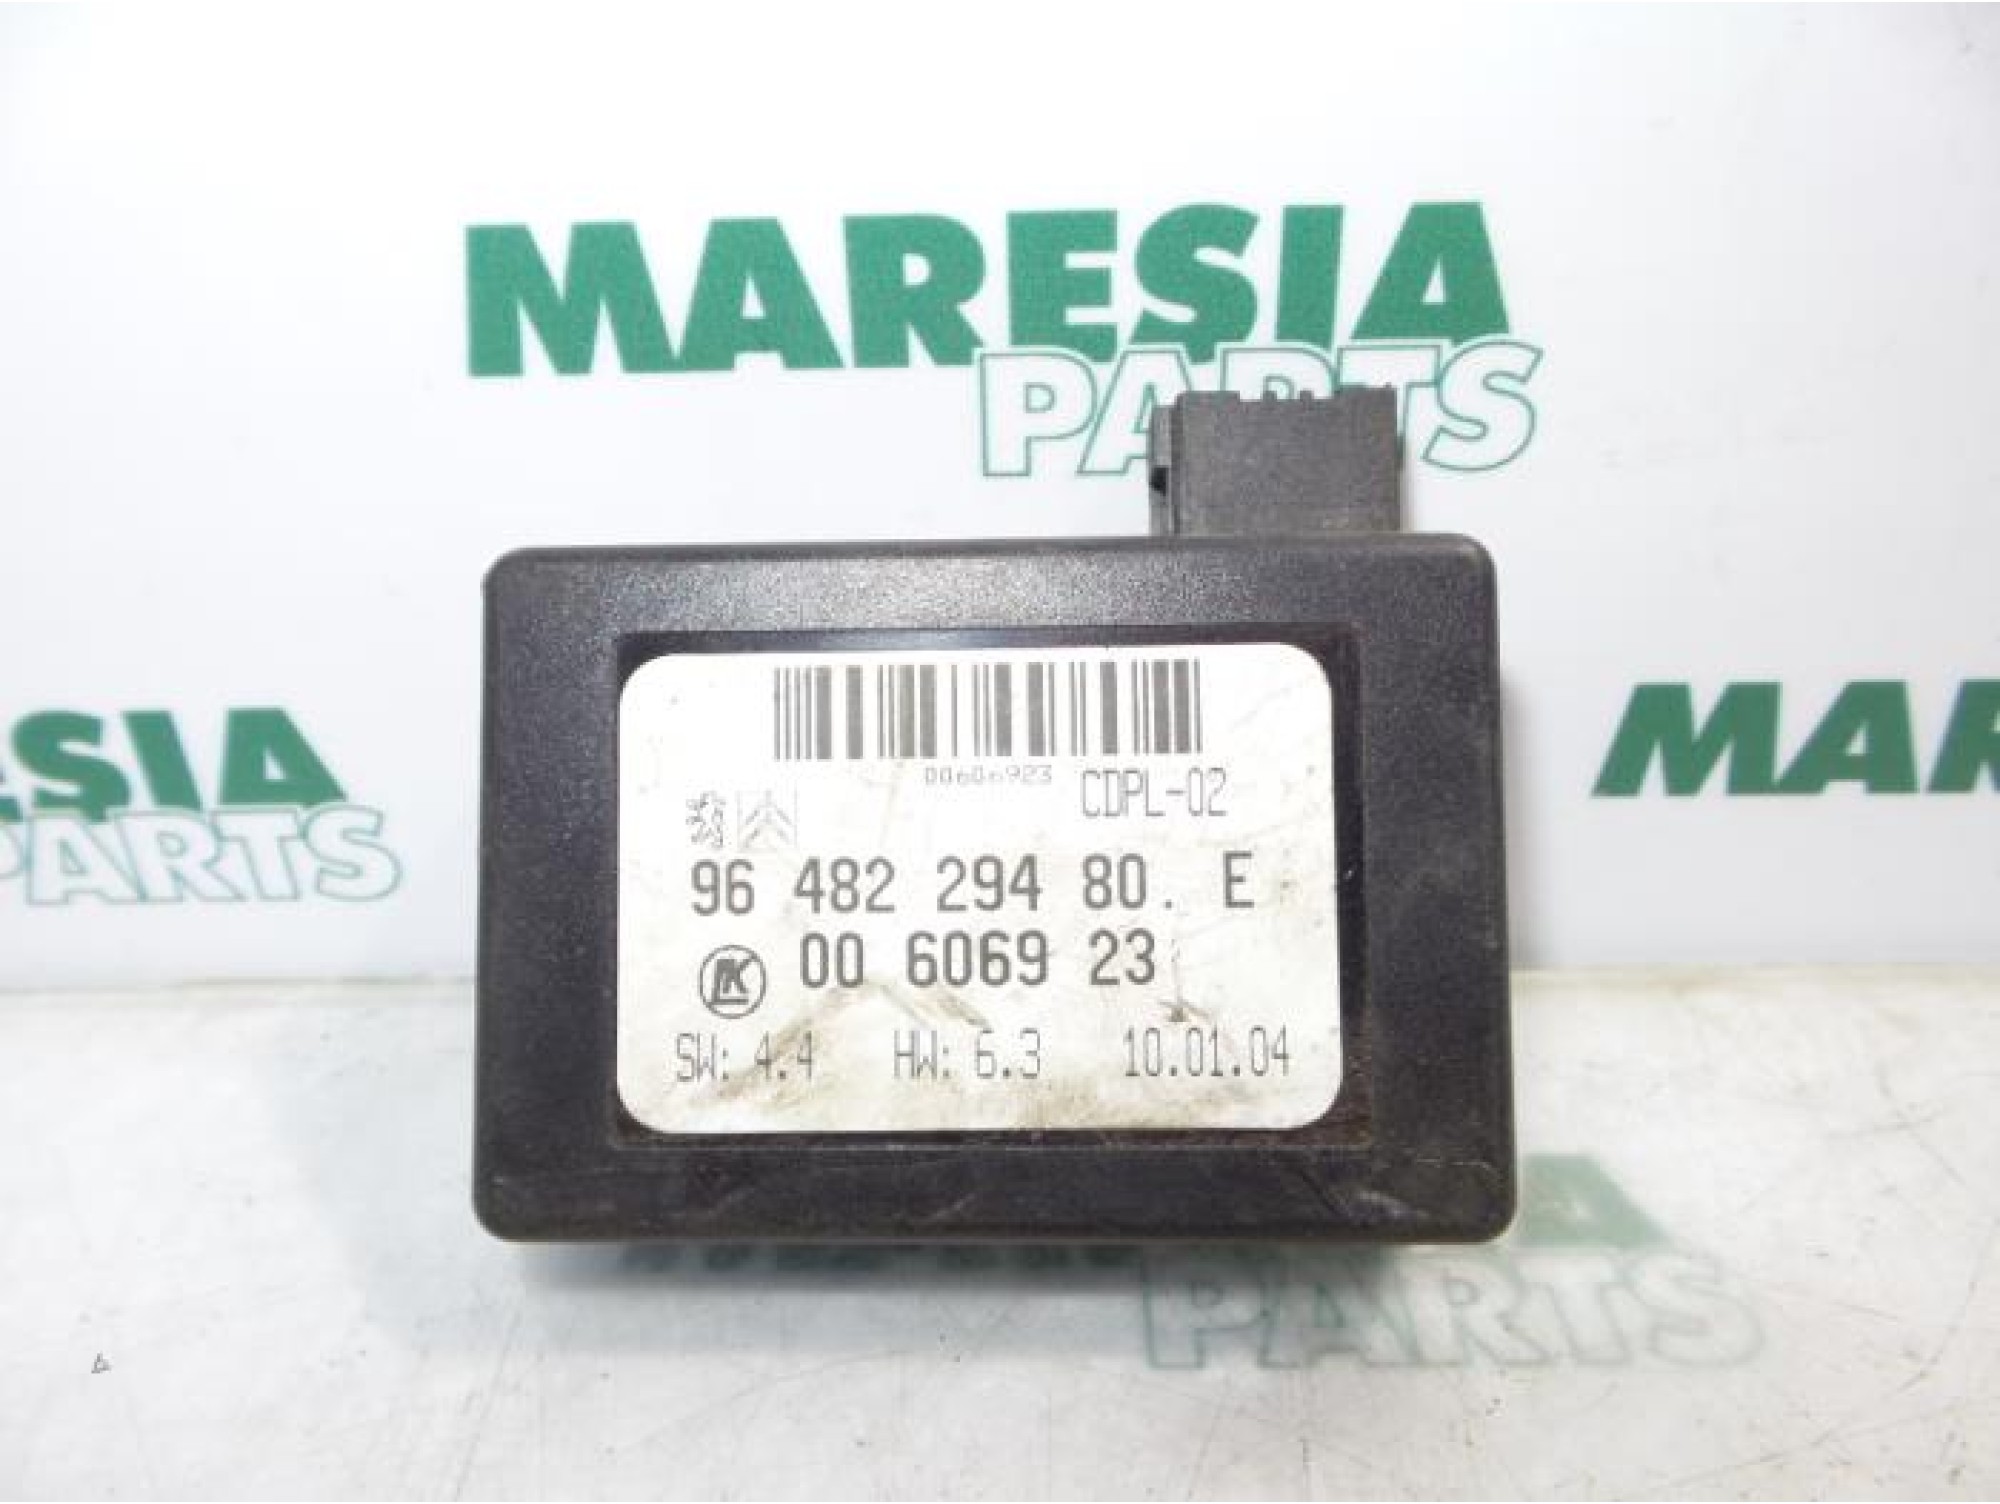 MARESIA
PARTS
ESIA
PARTS
MAR
00606923 CDPL-02
96 482 294 80. E
00 6069 23
SW: 4.4 HW: 6.3 10.01.04
PARTS